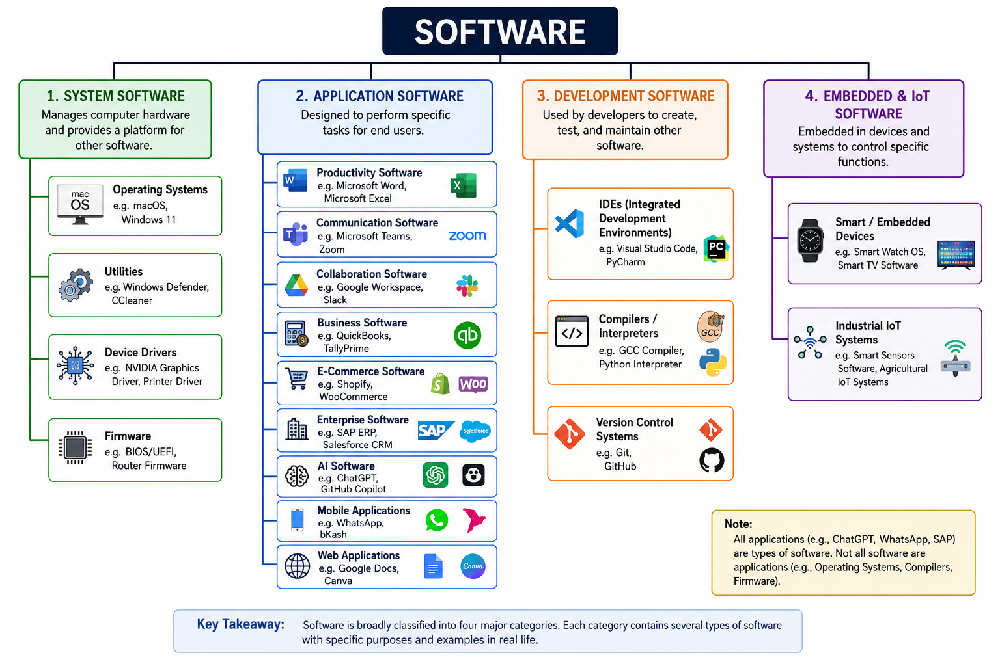 SOFTWARE
1. SYSTEM SOFTWARE
Manages computer hardware
and provides a platform for
other software.
mac
OS
Operating Systems
e.g. macOS,
Windows 11
Utilities
e.g. Windows Defender,
CCleaner
Device Drivers
e.g. NVIDIA Graphics
Driver, Printer Driver
Firmware
e.g. BIOS/UEFI,
Router Firmware
2. APPLICATION SOFTWARE
Designed to perform specific
tasks for end users.
W
Productivity Software
e.g. Microsoft Word,
Microsoft Excel
X
T
Communication Software
e.g. Microsoft Teams,
Zoom
zoom
Collaboration Software
e.g. Google Workspace,
Slack
Business Software
e.g. QuickBooks,
TallyPrime
$
qb
E-Commerce Software
e.g. Shopify,
WooCommerce
S
WOO
Enterprise Software
e.g. SAP ERP,
Salesforce CRM
SAP
Salesforce
AI Software
e.g. ChatGPT,
GitHub Copilot
Mobile Applications
e.g. WhatsApp,
bKash
Web Applications
e.g. Google Docs,
Canva
Canva
3. DEVELOPMENT SOFTWARE
Used by developers to create,
test, and maintain other
software.
IDEs (Integrated
Development
Environments)
e.g. Visual Studio Code,
PyCharm
PC
</>
Compilers /
Interpreters
e.g. GCC Compiler,
Python Interpreter
GCC
Version Control
Systems
e.g. Git,
GitHub
4. EMBEDDED & IoT
SOFTWARE
Embedded in devices and
systems to control specific
functions.
Smart / Embedded
Devices
e.g. Smart Watch OS,
Smart TV Software
Industrial IoT
Systems
e.g. Smart Sensors
Software, Agricultural
IoT Systems
Note:
All applications (e.g., ChatGPT, WhatsApp, SAP)
are types of software. Not all software are
applications (e.g., Operating Systems, Compilers,
Firmware).
Key Takeaway: Software is broadly classified into four major categories. Each category contains several types of software
with specific purposes and examples in real life.